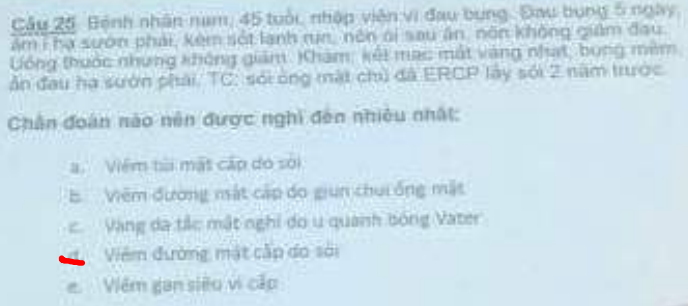 Câu 25. Bệnh nhân nam, 45 tuổi, nhập viện vì đau bụng. Đau bụng 5 ngày,
âm ỉ hạ sườn phải, kèm sốt lạnh run, nôn ói sau ăn, nôn không giảm đau.
Uống thuốc nhưng không giảm. Khám: kết mạc mắt vàng nhạt, bụng mềm,
ấn đau hạ sườn phải. TC: sỏi ống mật chủ đã ERCP lấy sỏi 2 năm trước.
Chẩn đoán nào nên được nghĩ đến nhiều nhất:
a. Viêm túi mật cấp do sỏi
b. Viêm đường mật cấp do giun chui ống mật
c. Vàng da tắc mật nghi do u quanh bóng Vater
d. Viêm đường mật cấp do sỏi
e. Viêm gan siêu vi cấp